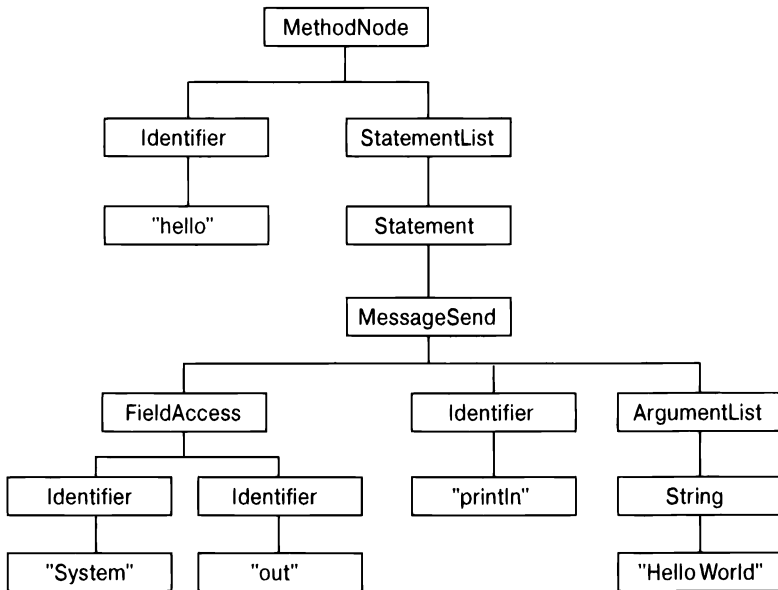 MethodNode
Identifier
StatementList
"hello"
Statement
MessageSend
FieldAccess
Identifier
ArgumentList
Identifier
Identifier
"println"
String
"System"
"out"
"Hello World"